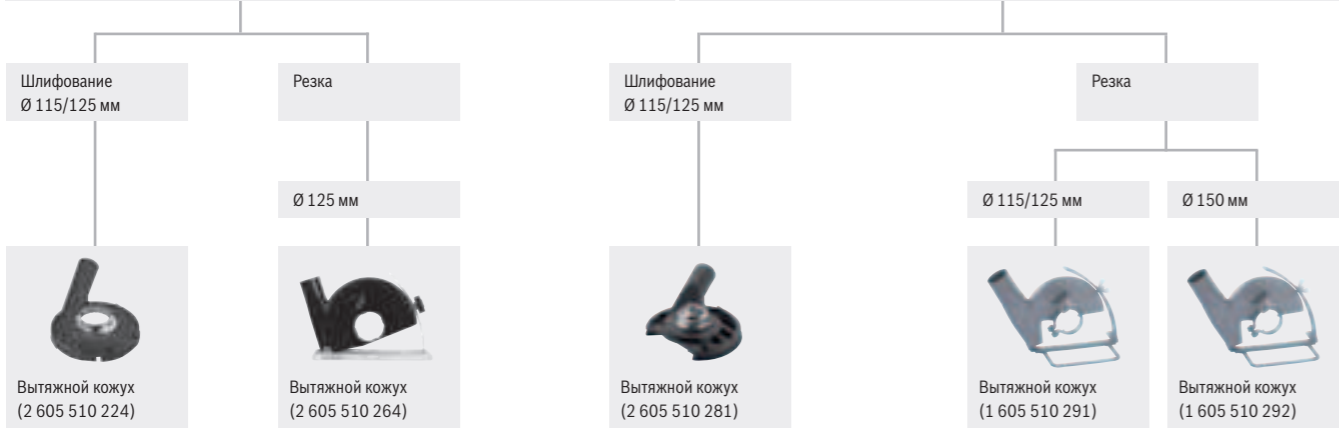 Шлифование
Ø 115/125 мм
Резка
Шлифование
Ø 115/125 мм
Резка
Ø 125 мм
Ø 115/125 мм
Ø 150 мм
Вытяжной кожух
(2 605 510 224)
Вытяжной кожух
(2 605 510 264)
Вытяжной кожух
(2 605 510 281)
Вытяжной кожух
(1 605 510 291)
Вытяжной кожух
(1 605 510 292)